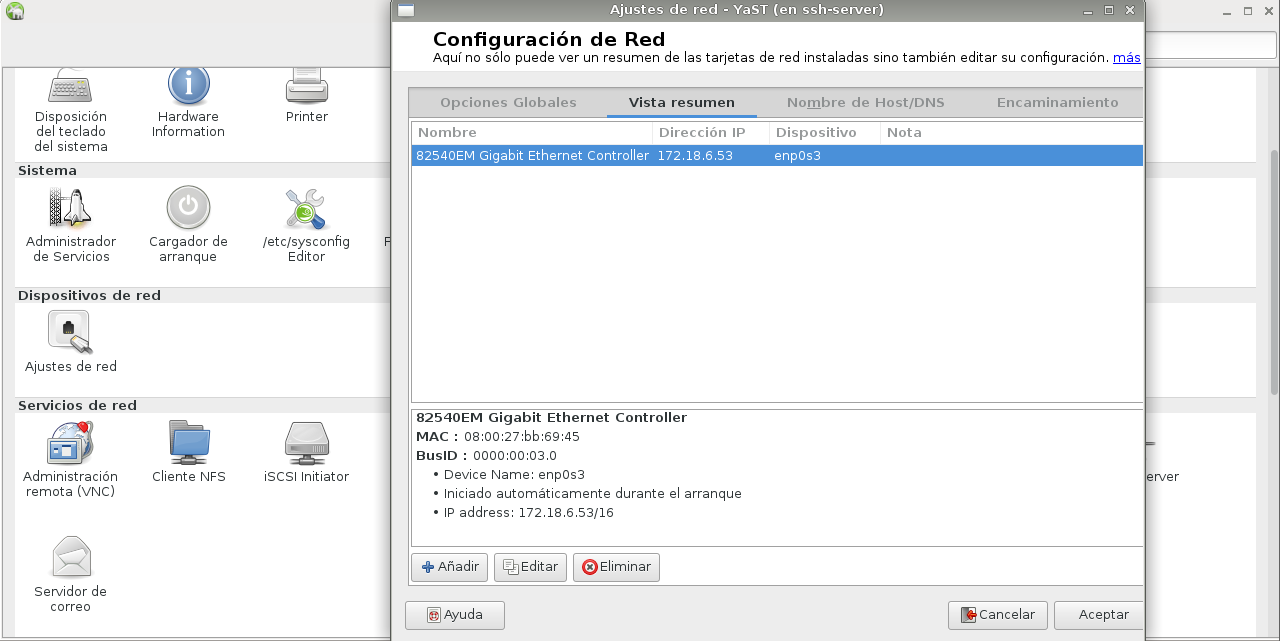 Ajustes de red - YaST (en ssh-server)
Configuración de Red
Aquí no sólo puede ver un resumen de las tarjetas de red instaladas sino también editar su configuración. más
Opciones Globales
Vista resumen
Nombre de Host/DNS
Encaminamiento
Nombre
Dirección IP
Dispositivo
Nota
82540EM Gigabit Ethernet Controller
172.18.6.53
enp0s3
82540EM Gigabit Ethernet Controller
MAC : 08:00:27:bb:69:45
BusID : 0000:00:03.0
• Device Name: enp0s3
• Iniciado automáticamente durante el arranque
• IP address: 172.18.6.53/16
Añadir
Editar
Eliminar
Ayuda
Cancelar
Aceptar
Disposición
del teclado
del sistema
Hardware
Information
Printer
Sistema
Administrador
de Servicios
Cargador de
arranque
/etc/sysconfig
Editor
Dispositivos de red
Ajustes de red
Servicios de red
Administración
remota (VNC)
Cliente NFS
iSCSI Initiator
erver
Servidor de
correo